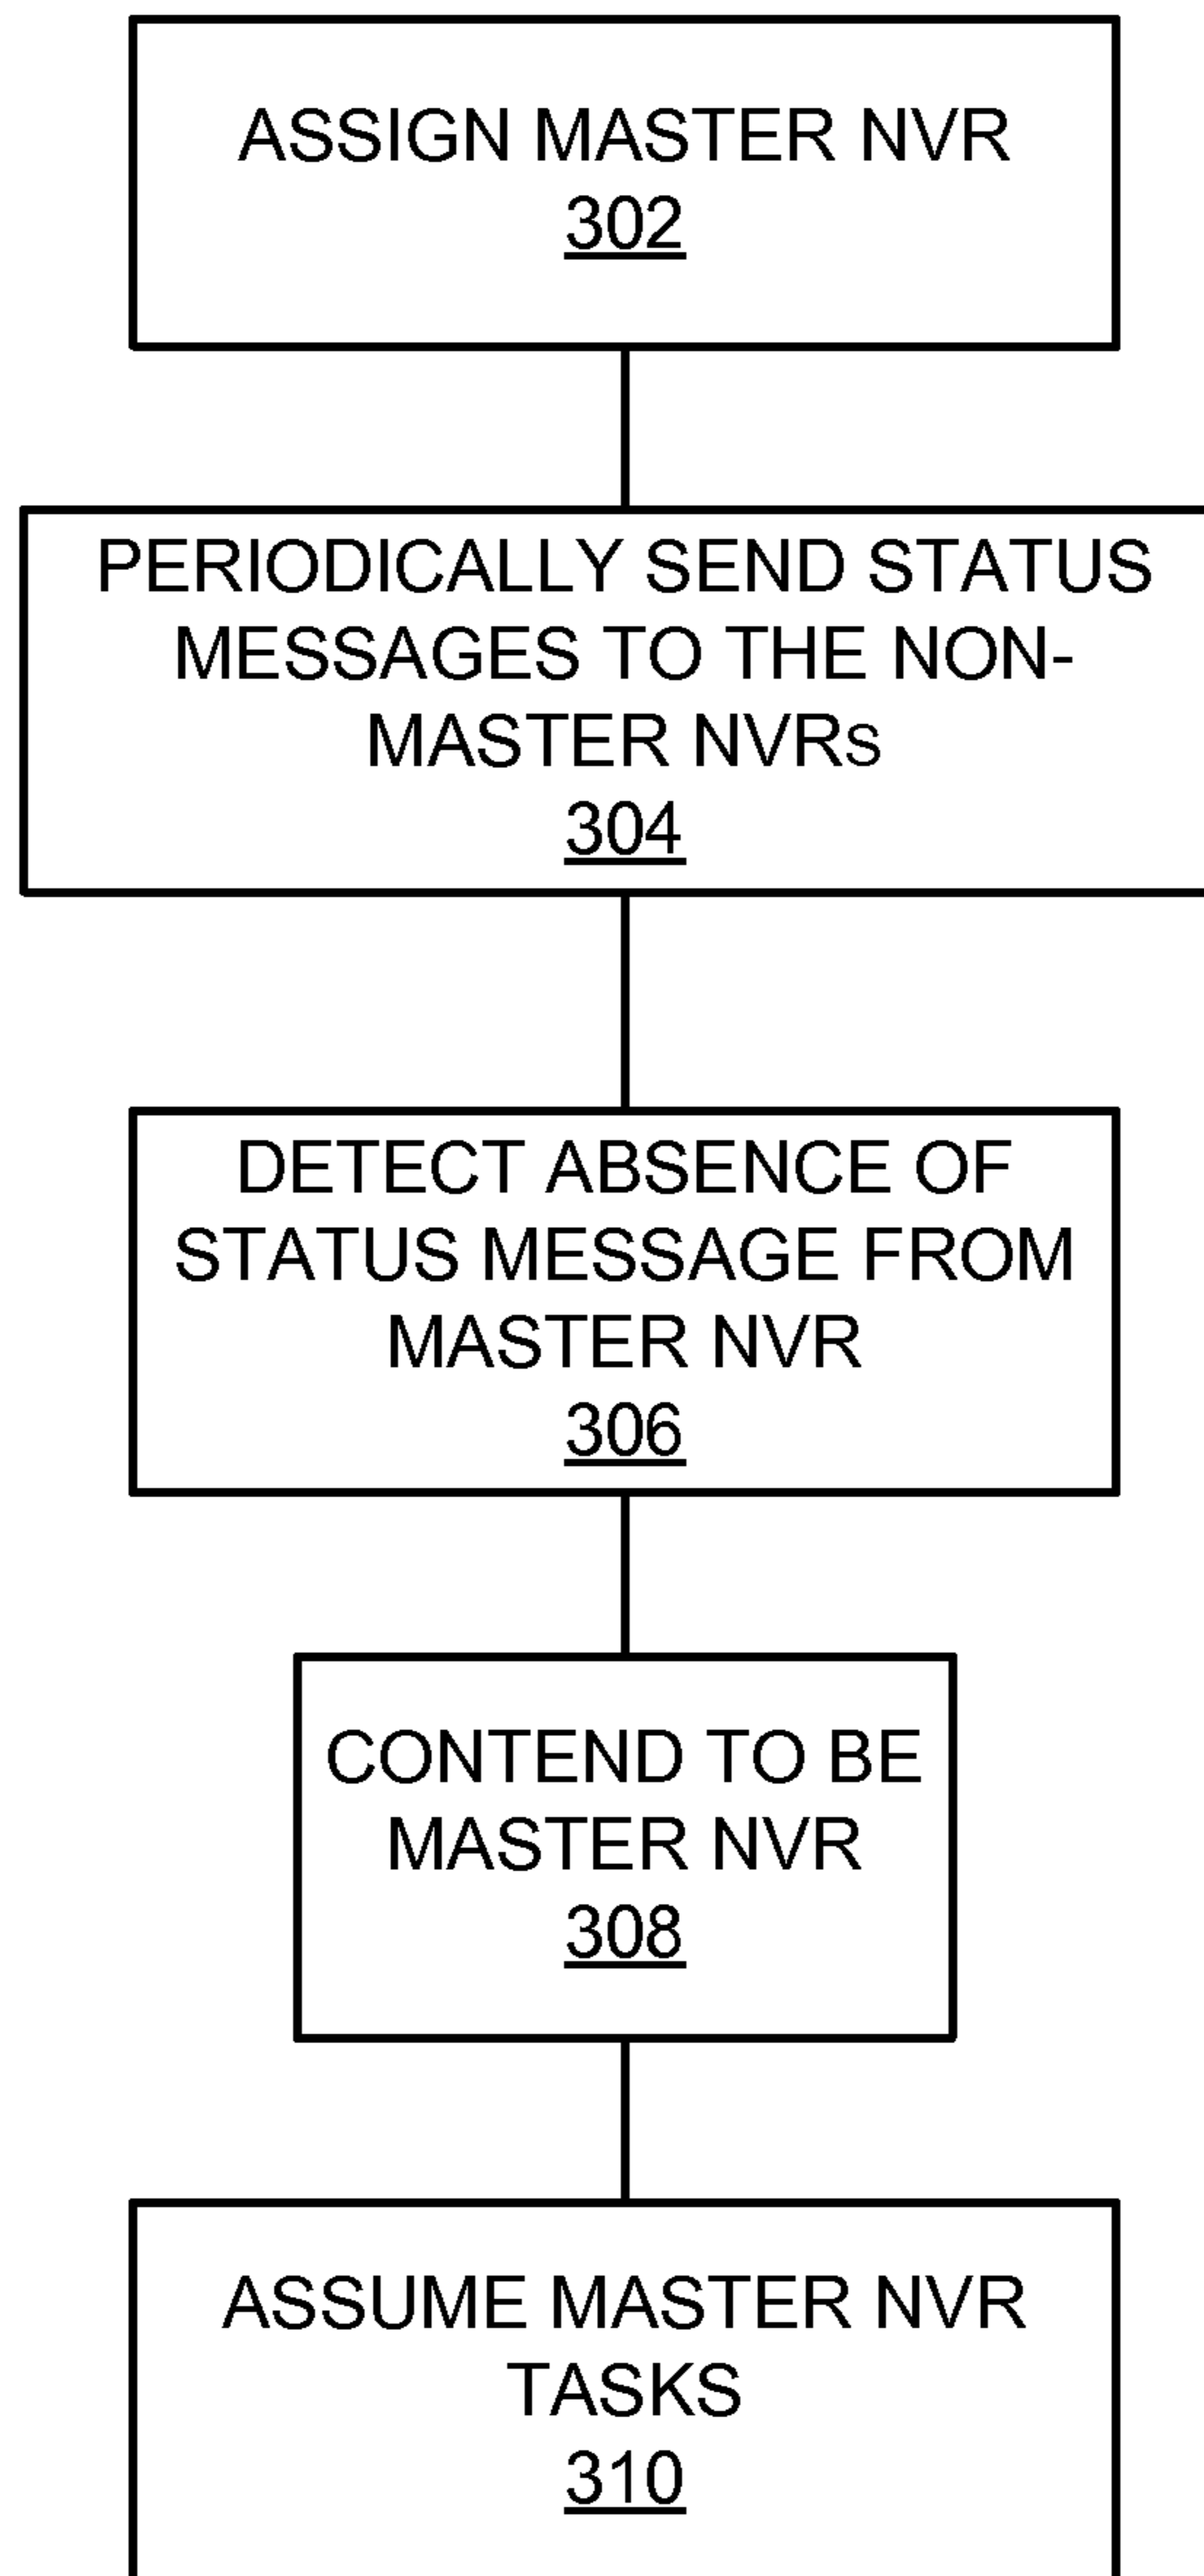 ASSIGN MASTER NVR
302
PERIODICALLY SEND STATUS
MESSAGES TO THE NON-
MASTER NVRS
304
DETECT ABSENCE OF
STATUS MESSAGE FROM
MASTER NVR
306
CONTEND TO BE
MASTER NVR
308
ASSUME MASTER NVR
TASKS
310